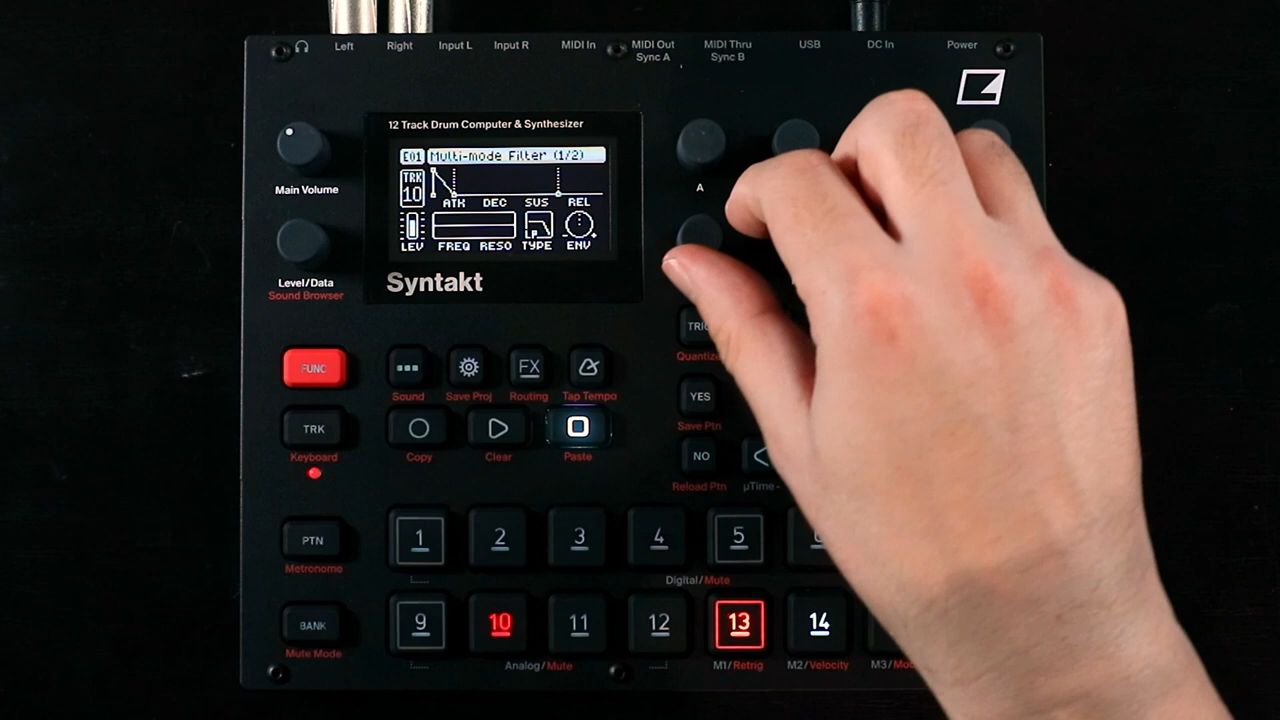 Left Right Input L Input R MIDI In MIDI Out MIDI Thru USB DC In Power
Sync A Sync B
12 Track Drum Computer & Synthesizer
E01 Multi-mode Filter (1/2)
TRK
10
ATK DEC SUS REL
LP
LEV FREQ RESO TYPE ENV
Main Volume
A
Syntakt
Level/Data
Sound Browser
TRIG
Quantize
FUNC
FX
Sound Save Proj Routing Tap Tempo
YES
Save Ptn
TRK
Keyboard Copy Clear Paste
NO
Reload Ptn μTime-
PTN
Metronome
1 2 3 4 5 6
Digital/Mute
BANK
Mute Mode
9 10 11 12 13 14
Analog/Mute M1/Retrig M2/Velocity